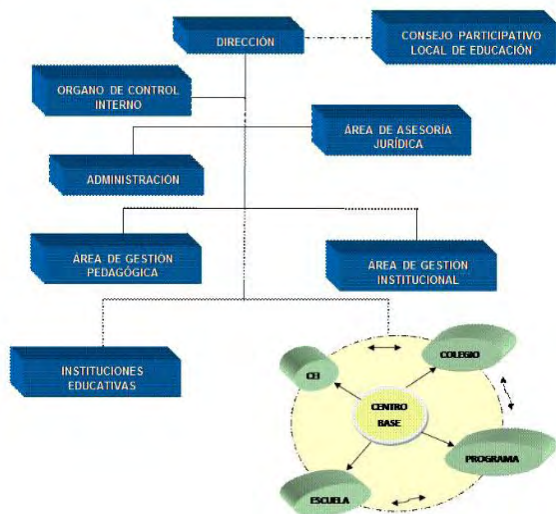 DIRECCIÓN
CONSEJO PARTICIPATIVO
LOCAL DE EDUCACIÓN
ORGANO DE CONTROL
INTERNO
ÁREA DE ASESORÍA
JURÍDICA
ADMINISTRACION
ÁREA DE GESTIÓN
PEDAGÓGICA
ÁREA DE GESTIÓN
INSTITUCIONAL
INSTITUCIONES
EDUCATIVAS
CEI
COLEGIO
CENTRO
BASE
PROGRAMA
ESCUELA